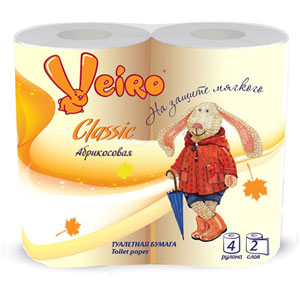 Veiro
На защите мягкого
Classic
Абрикосовая
ТУАЛЕТНАЯ БУМАГА
Toilet paper
4 рулона
2 слоя